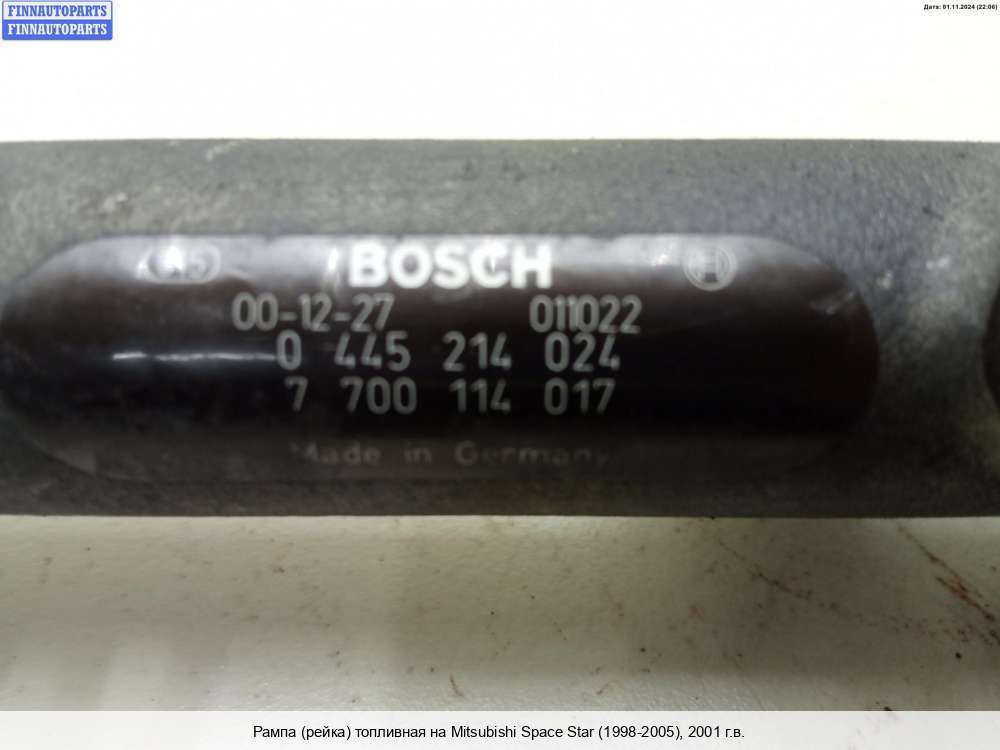 FINNAUTOPARTS
FINNAUTOPARTS
Дата: 01.11.2024 (22:06)
BOSCH
00-12-27 011022
0 445 214 024
7 700 114 017
Made in Germany
Рампа (рейка) топливная на Mitsubishi Space Star (1998-2005), 2001 г.в.